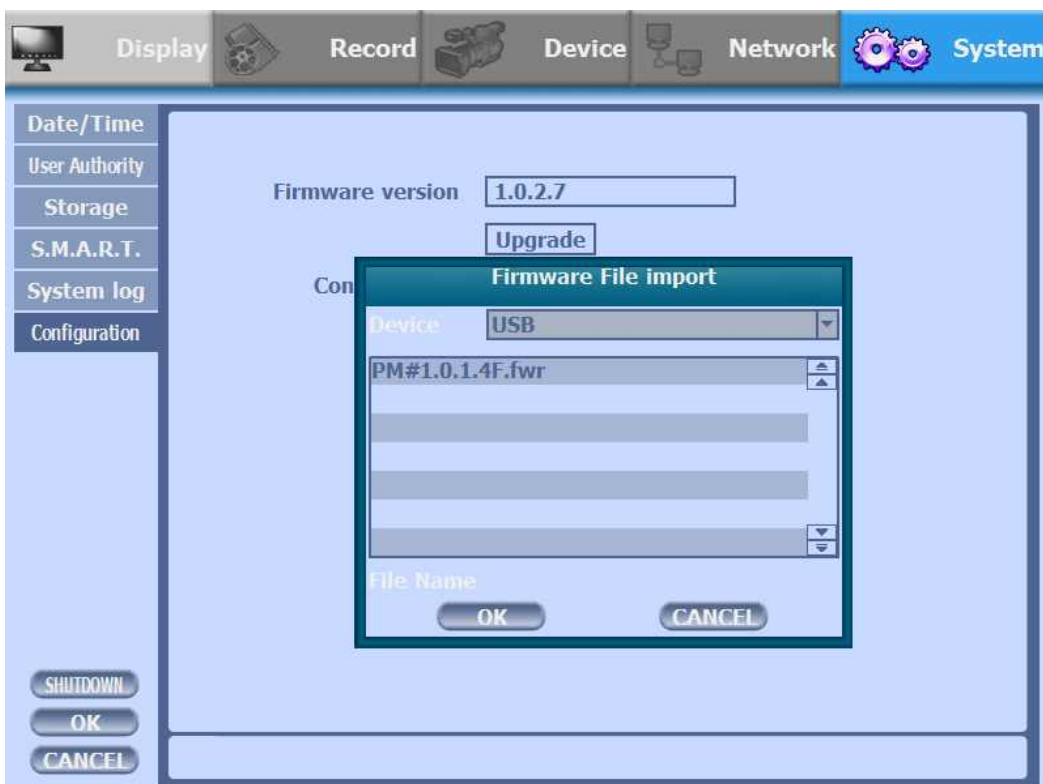 Display Record Device Network System
Date/Time
User Authority
Storage
S.M.A.R.T.
System log
Configuration
SHUTDOWN
OK
CANCEL
Firmware version 1.0.2.7
Upgrade
Con
Firmware File import
Device USB
PM#1.0.1.4F.fwr
File Name
OK CANCEL